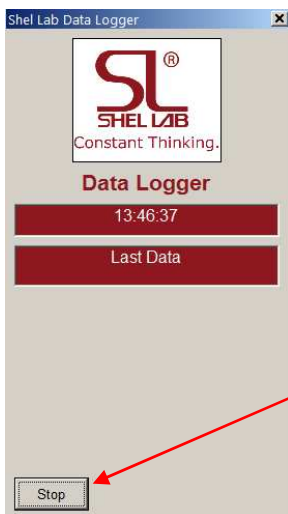 Shel Lab Data Logger
SL®
SHEL LAB
Constant Thinking.
Data Logger
13:46:37
Last Data
Stop